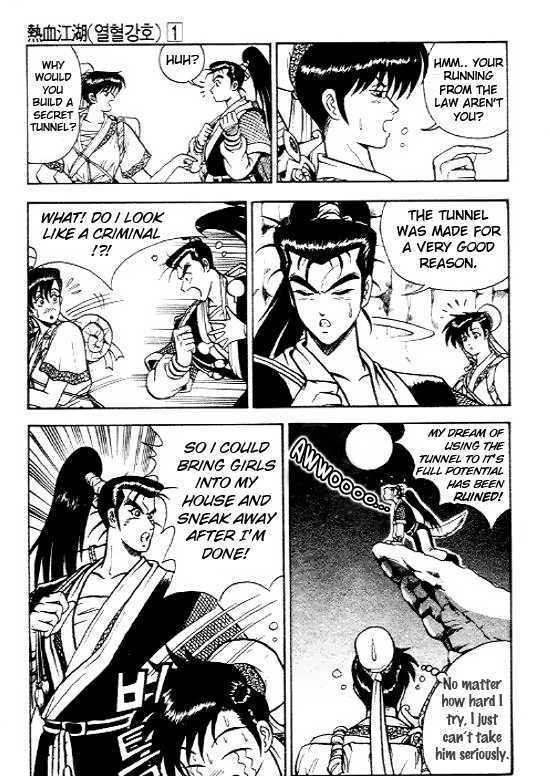 熱血江湖(열혈강호) 1
WHY
WOULD
YOU
BUILD A
SECRET
TUNNEL?
HUH?
HMM.. YOUR
RUNNING
FROM THE
LAW AREN'T
YOU?
WHAT! DO I LOOK
LIKE A CRIMINAL
!?!
THE TUNNEL
WAS MADE FOR
A VERY GOOD
REASON.
SO I COULD
BRING GIRLS
INTO MY
HOUSE AND
SNEAK AWAY
AFTER I'M
DONE!
AWWOOOO...
MY DREAM OF
USING THE
TUNNEL TO IT'S
FULL POTENTIAL
HAS BEEN
RUINED!
No matter
how hard I
try, I just
can't take
him seriously.